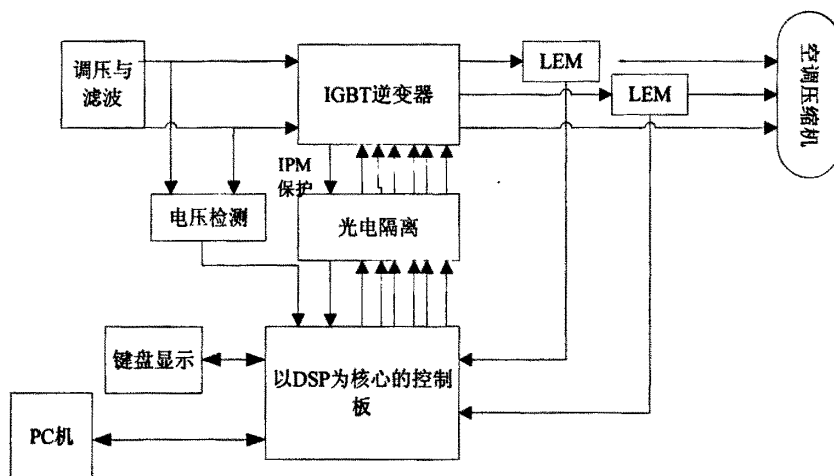 调压与
滤波
IGBT逆变器
LEM
LEM
空调压缩机
IPM
保护
电压检测
光电隔离
键盘显示
以DSP为核心的控制
板
PC机